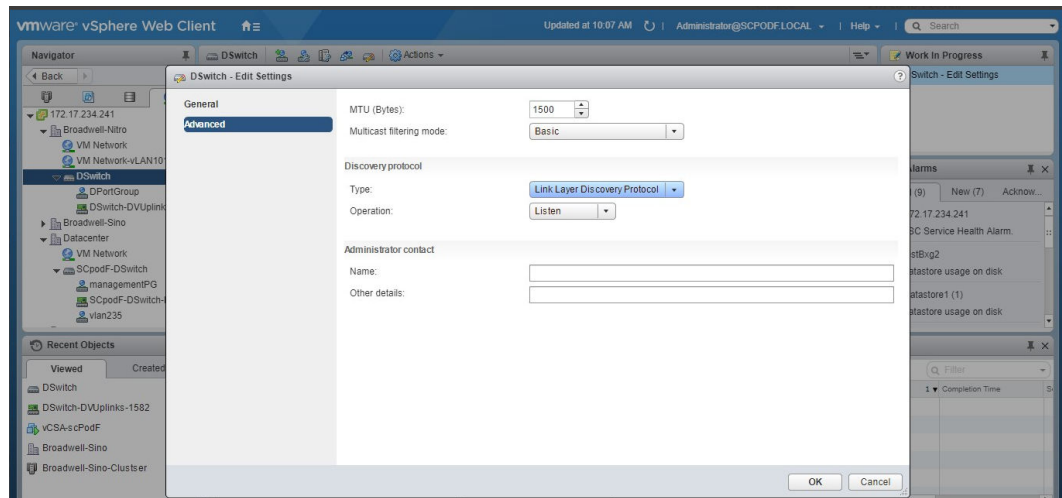 vmware® vSphere Web Client
Updated at 10:07 AM | Administrator@SCPODF.LOCAL | Help | Search
Navigator
DSwitch
Actions
Work In Progress
Back
DSwitch - Edit Settings
Switch - Edit Settings
General
Advanced
MTU (Bytes): 1500
Multicast filtering mode: Basic
Discovery protocol
Type: Link Layer Discovery Protocol
Operation: Listen
Administrator contact
Name:
Other details:
OK
Cancel
172.17.234.241
Broadwell-Nitro
VM Network
VM Network-vLAN10
DSwitch
DPortGroup
DSwitch-DVUplink
Broadwell-Sino
Datacenter
VM Network
SCpodF-DSwitch
managementPG
SCpodF-DSwitch-
vlan235
Recent Objects
Viewed
Created
DSwitch
DSwitch-DVUplinks-1582
vCSA-scPodF
Broadwell-Sino
Broadwell-Sino-Clustser
larms
(9) New (7) Acknow...
72.17.234.241
SC Service Health Alarm.
stBxg2
atastore usage on disk
atastore1 (1)
atastore usage on disk
Filter
1 Completion Time